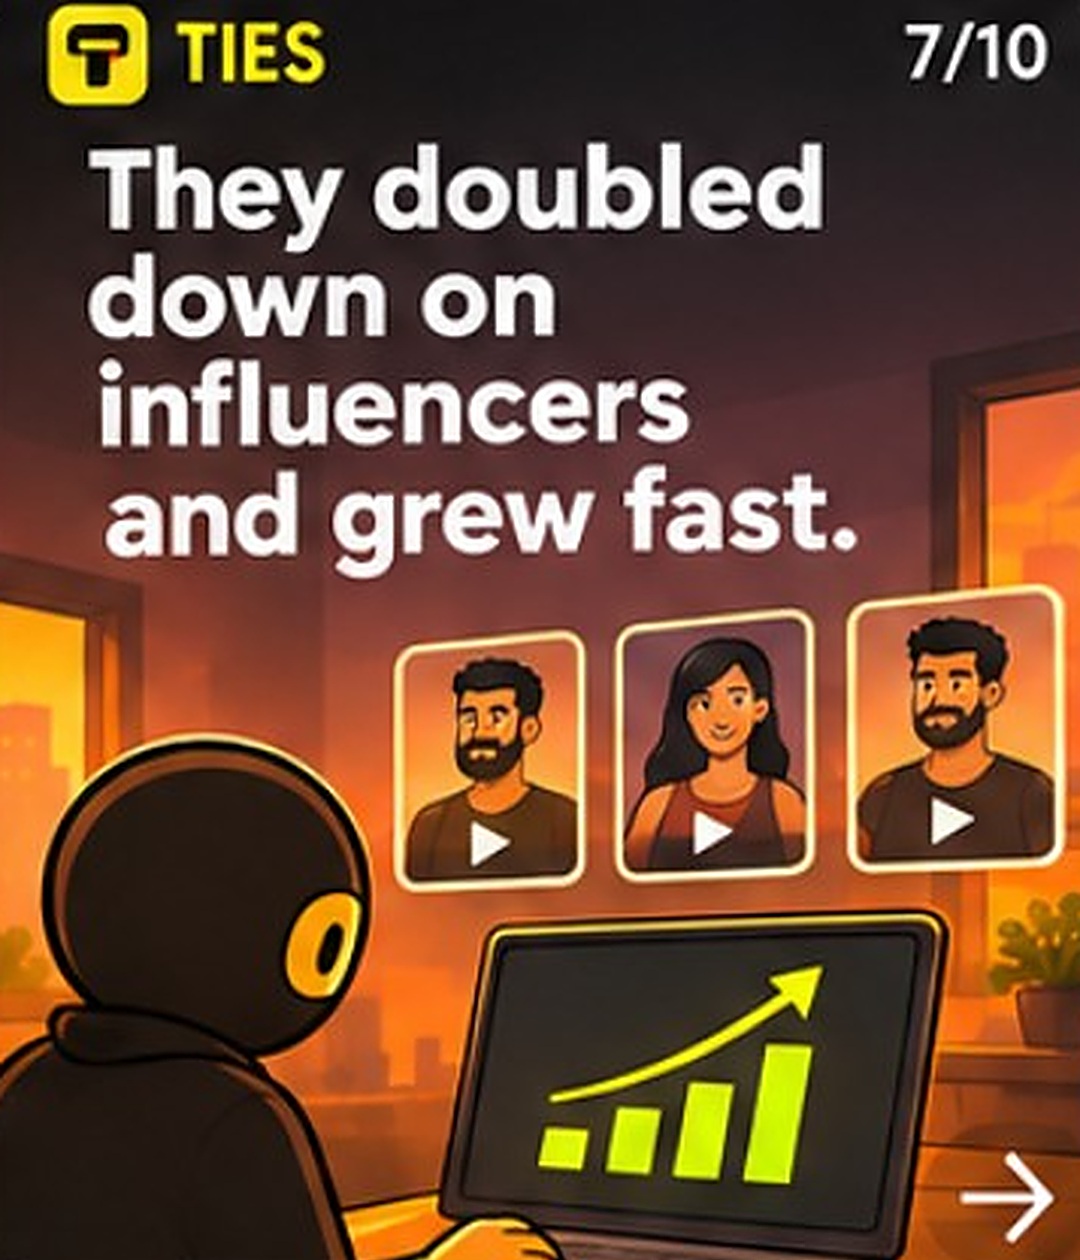 TIES
7/10
They doubled
down on
influencers
and grew fast.